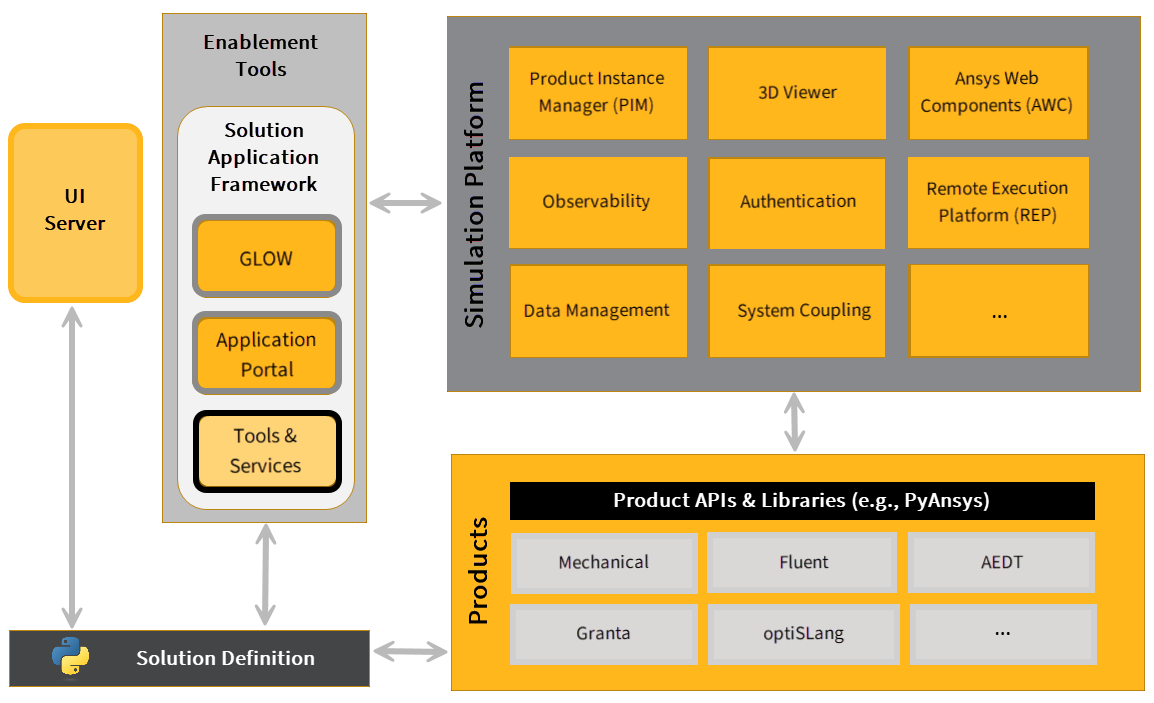 Enablement
Tools
Solution
Application
Framework
GLOW
Application
Portal
Tools &
Services
UI
Server
Simulation Platform
Product Instance
Manager (PIM)
3D Viewer
Ansys Web
Components (AWC)
Observability
Authentication
Remote Execution
Platform (REP)
Data Management
System Coupling
...
Products
Product APIs & Libraries (e.g., PyAnsys)
Mechanical
Fluent
AEDT
Granta
optiSLang
...
Solution Definition